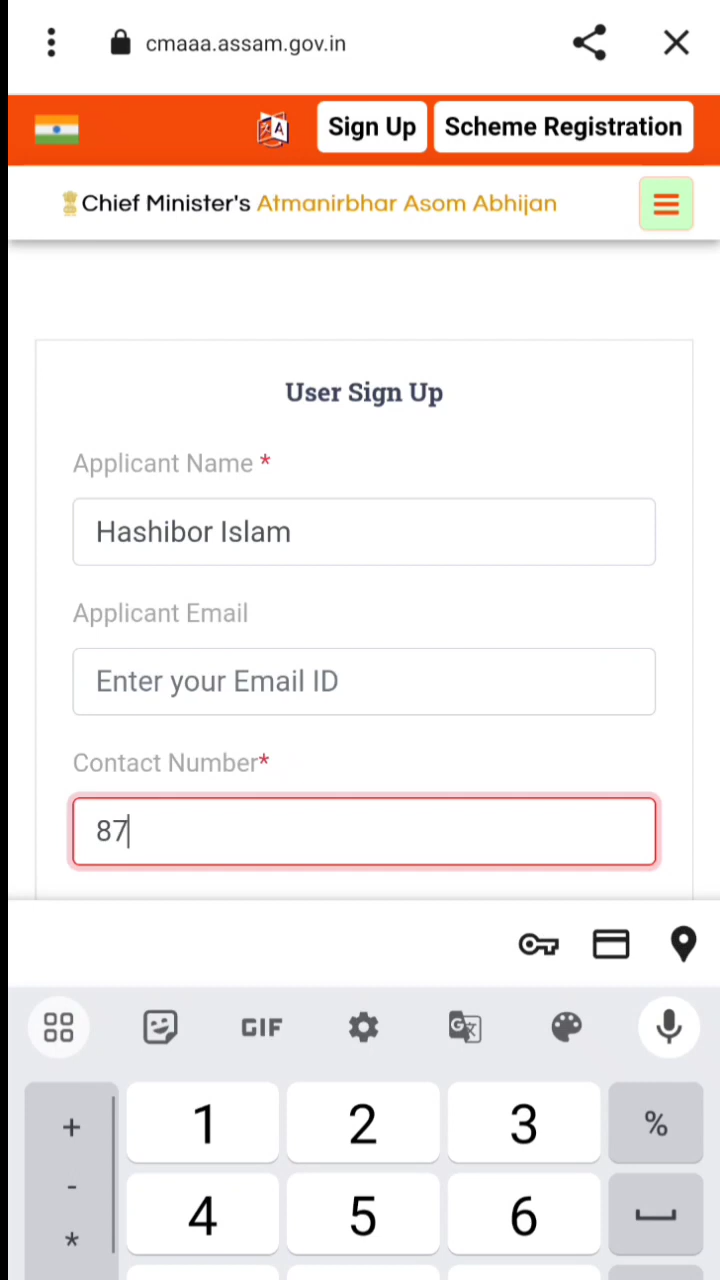 cmaaa.assam.gov.in
Sign Up
Scheme Registration
Chief Minister's Atmanirbhar Asom Abhijan
User Sign Up
Applicant Name *
Hashibor Islam
Applicant Email
Enter your Email ID
Contact Number*
87
GIF
+ 1 2 3 %
-
4 5 6
*